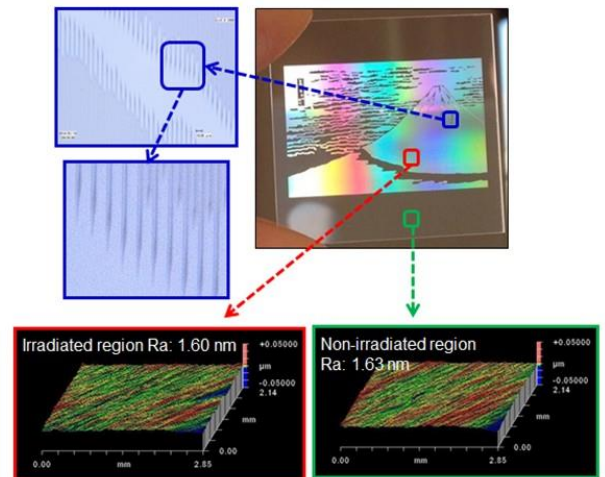 Irradiated region Ra: 1.60 nm
+0.05000
µm
-0.05000
2.14
mm
0.00
0.00
mm
2.85
Non-irradiated region
Ra: 1.63 nm
+0.05000
µm
-0.05000
2.14
mm
0.00
0.00
mm
2.85